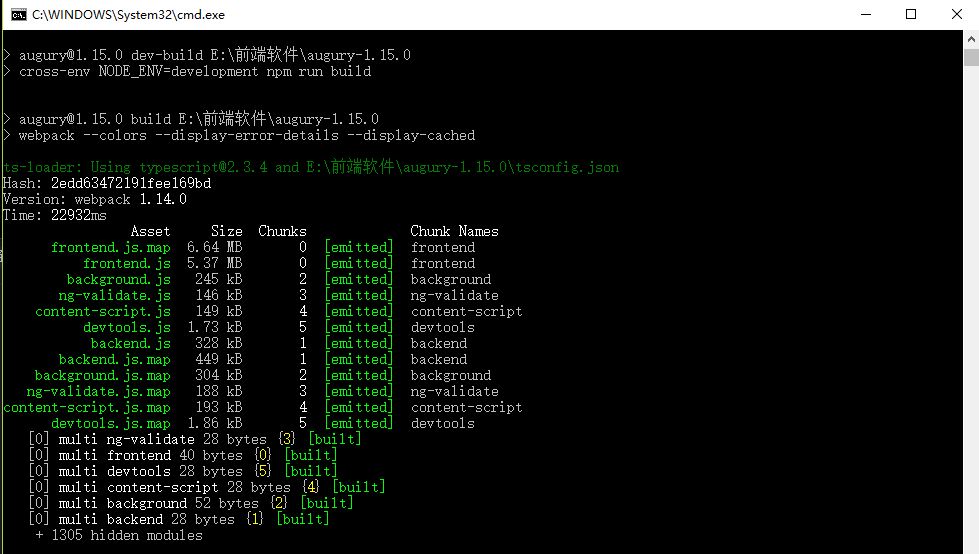 C:\WINDOWS\System32\cmd.exe
> augury@1.15.0 dev-build E:\前端软件\augury-1.15.0
> cross-env NODE_ENV=development npm run build
> augury@1.15.0 build E:\前端软件\augury-1.15.0
> webpack --colors --display-error-details --display-cached
ts-loader: Using typescript@2.3.4 and E:\前端软件\augury-1.15.0\tsconfig.json
Hash: 2edd63472191fee169bd
Version: webpack 1.14.0
Time: 22932ms
Asset Size Chunks Chunk Names
frontend.js.map 6.64 MB 0 [emitted] frontend
frontend.js 5.37 MB 0 [emitted] frontend
background.js 245 kB 2 [emitted] background
ng-validate.js 146 kB 3 [emitted] ng-validate
content-script.js 149 kB 4 [emitted] content-script
devtools.js 1.73 kB 5 [emitted] devtools
backend.js 328 kB 1 [emitted] backend
backend.js.map 449 kB 1 [emitted] backend
background.js.map 304 kB 2 [emitted] background
ng-validate.js.map 188 kB 3 [emitted] ng-validate
content-script.js.map 193 kB 4 [emitted] content-script
devtools.js.map 1.86 kB 5 [emitted] devtools
[0] multi ng-validate 28 bytes {3} [built]
[0] multi frontend 40 bytes {0} [built]
[0] multi devtools 28 bytes {5} [built]
[0] multi content-script 28 bytes {4} [built]
[0] multi background 52 bytes {2} [built]
[0] multi backend 28 bytes {1} [built]
+ 1305 hidden modules